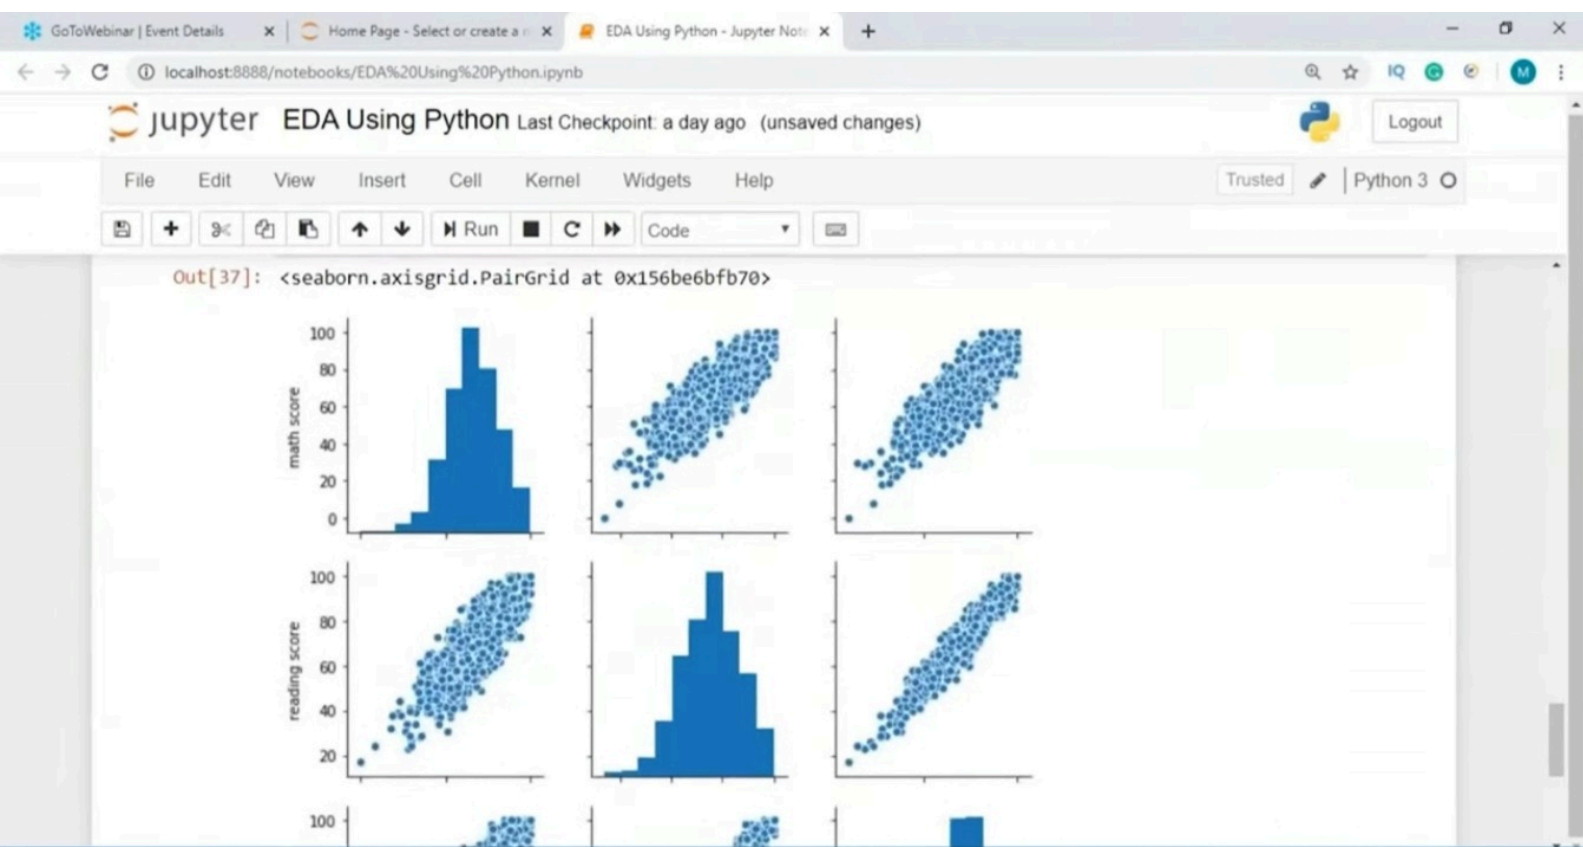 GoToWebinar | Event Details
Home Page - Select or create a n
EDA Using Python - Jupyter Note
localhost:8888/notebooks/EDA%20Using%20Python.ipynb
IQ
M
jupyter EDA Using Python Last Checkpoint: a day ago (unsaved changes)
Logout
File Edit View Insert Cell Kernel Widgets Help
Trusted
Python 3
Run
Code
Out[37]: <seaborn.axisgrid.PairGrid at 0x156be6bfb70>
math score
100
80
60
40
20
0
reading score
100
80
60
40
20
100